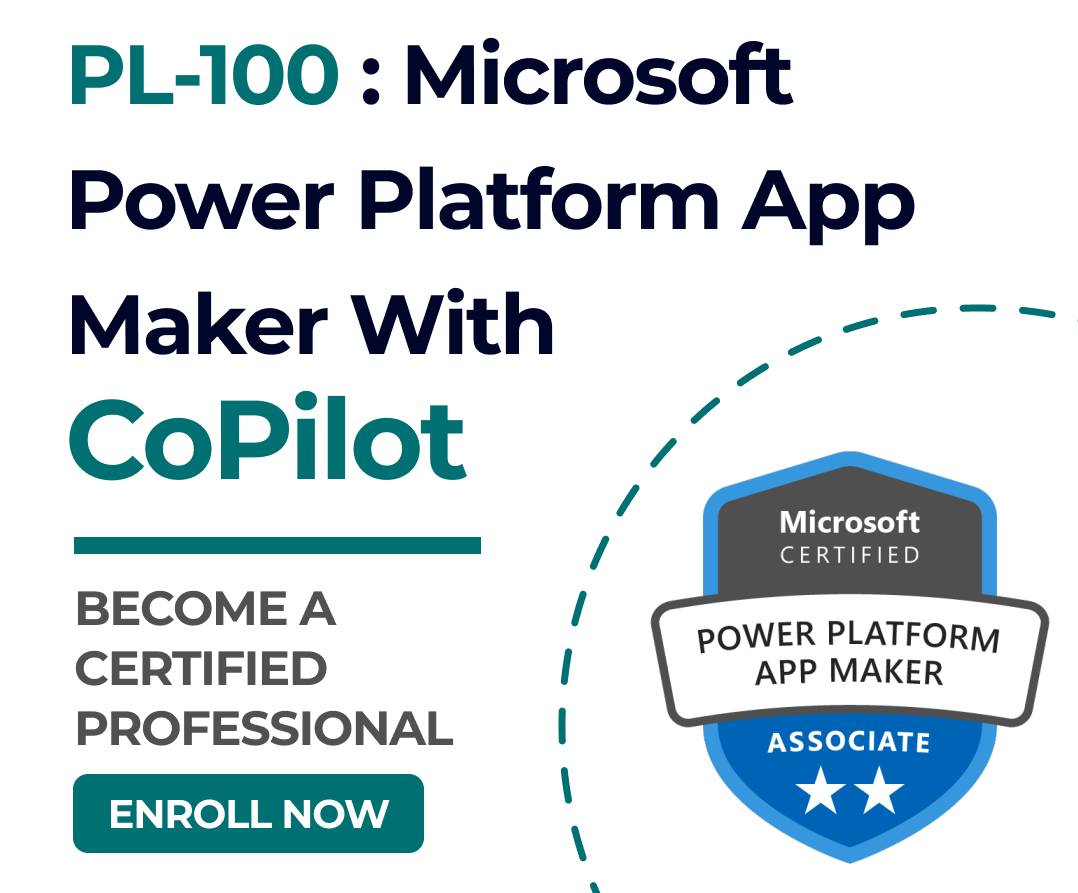 PL-100 : Microsoft
Power Platform App
Maker With
CoPilot
BECOME A
CERTIFIED
PROFESSIONAL
ENROLL NOW
Microsoft
CERTIFIED
POWER PLATFORM
APP MAKER
ASSOCIATE